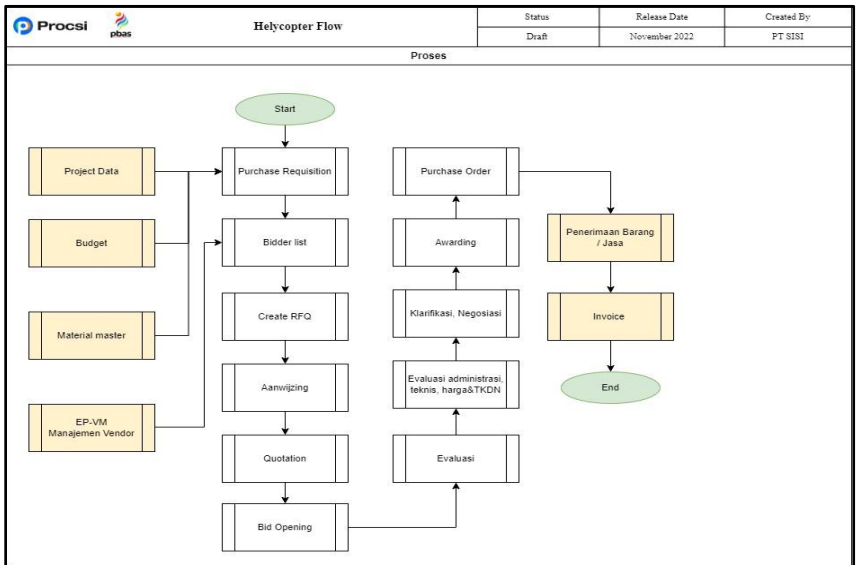 Procsi
pbas
Helycopter Flow
Status
Release Date
Created By
Draft
November 2022
PT SISI
Proses
Start
Project Data
Purchase Requisition
Purchase Order
Budget
Bidder list
Awarding
Penerimaan Barang
/ Jasa
Material master
Create RFQ
Klarifikasi, Negosiasi
Invoice
Aanwijzing
Evaluasi administrasi,
teknis, harga&TKDN
End
EP-VM
Manajemen Vendor
Quotation
Evaluasi
Bid Opening